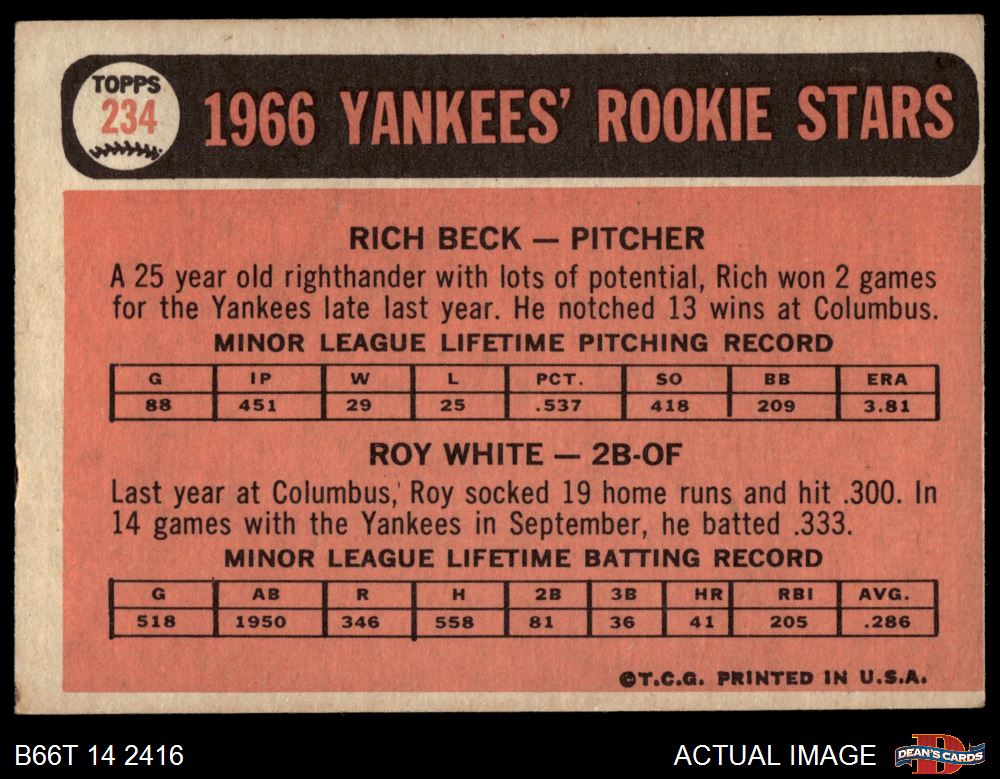 TOPPS
234
1966 YANKEES' ROOKIE STARS
RICH BECK — PITCHER
A 25 year old righthander with lots of potential, Rich won 2 games
for the Yankees late last year. He notched 13 wins at Columbus.
MINOR LEAGUE LIFETIME PITCHING RECORD
G IP W L PCT. SO BB ERA
88 451 29 25 .537 418 209 3.81
ROY WHITE — 2B-OF
Last year at Columbus, Roy socked 19 home runs and hit .300. In
14 games with the Yankees in September, he batted .333.
MINOR LEAGUE LIFETIME BATTING RECORD
G AB R H 2B 3B HR RBI AVG.
518 1950 346 558 81 36 41 205 .286
©T.C.G. PRINTED IN U.S.A.
B66T 14 2416 ACTUAL IMAGE DEAN'S CARDS